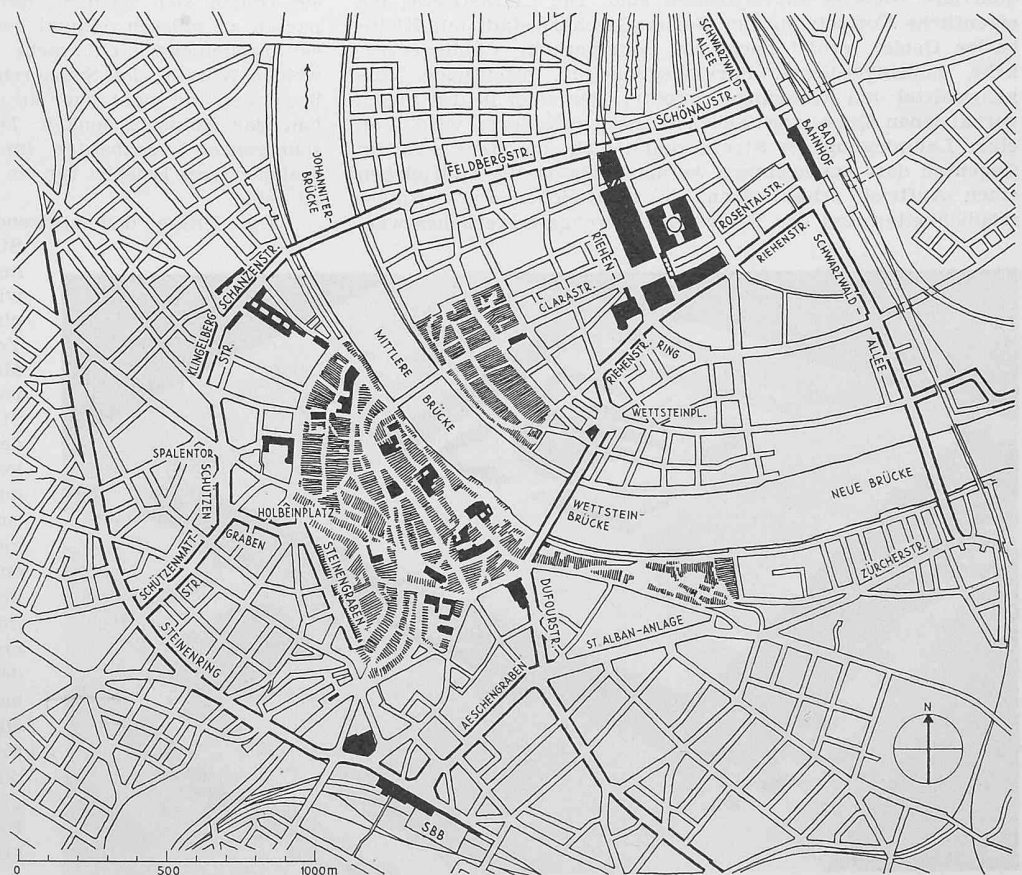 SCHWARZWALD
ALLEE
SCHÖNAUSTR.
BAD.
BAHNHOF
FELDBERGSTR.
JOHANNITER-
BRÜCKE
ROSENTALSTR.
RIEHENSTR.
RIEHEN
SCHANZENSTR.
KLINGELBERG
STR.
CLARASTR.
SCHWARZWALD
ALLEE
MITTLERE
BRÜCKE
RIEHENSTR.
RING
WETTSTEINPL.
SPALENTOR
SCHÜTZEN
GRABEN
HOLBEINPLATZ
NEUE BRÜCKE
WETTSTEIN-
BRÜCKE
STEINENGRABEN
SCHÜTZENMATT-
STR.
ZÜRCHERSTR.
DUFOURSTR.
ST. ALBAN-ANLAGE
STEINENRING
AESCHENGRABEN
N
SBB
0 500 1000m